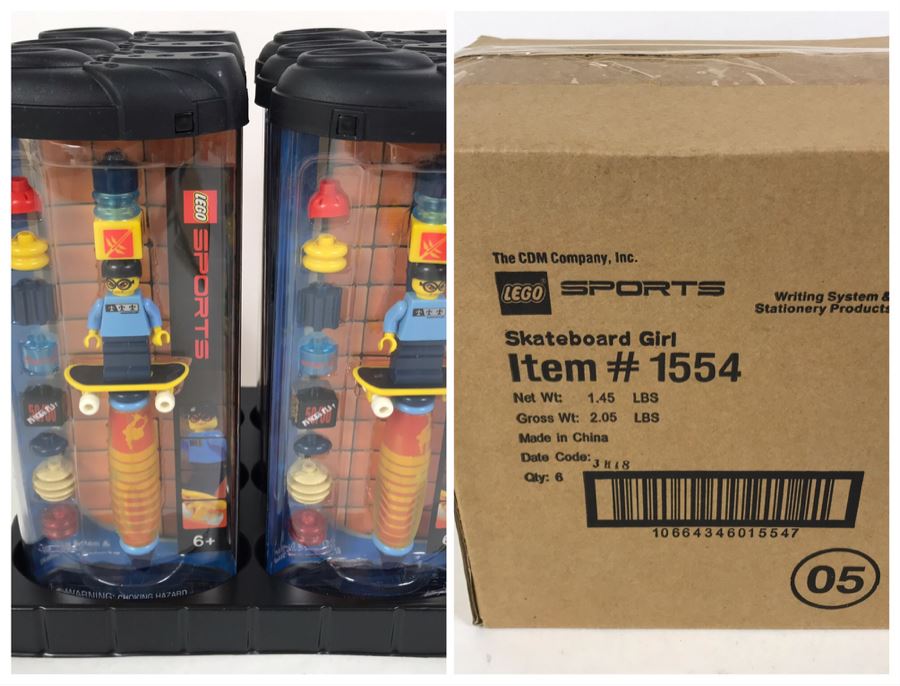 LEGO
SPORTS
6+
WARNING: CHOKING HAZARD
The CDM Company, Inc.
LEGO SPORTS
Writing System &
Stationery Products
Skateboard Girl
Item # 1554
Net Wt: 1.45 LBS
Gross Wt: 2.05 LBS
Made in China
Date Code: 3H18
Qty: 6
10664346015547
05